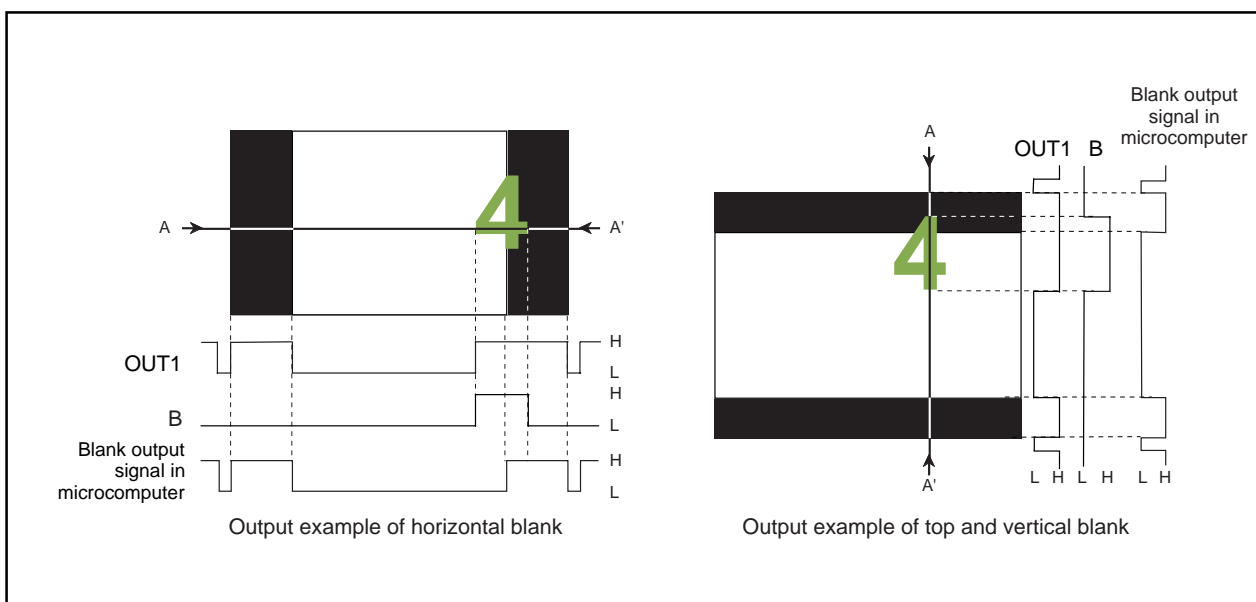 4
A
A'
OUT1
H
L
B
H
L
Blank output
signal in
microcomputer
H
L
Output example of horizontal blank
Blank output
signal in
microcomputer
A
OUT1 B
4
A'
L H L H L H
Output example of top and vertical blank